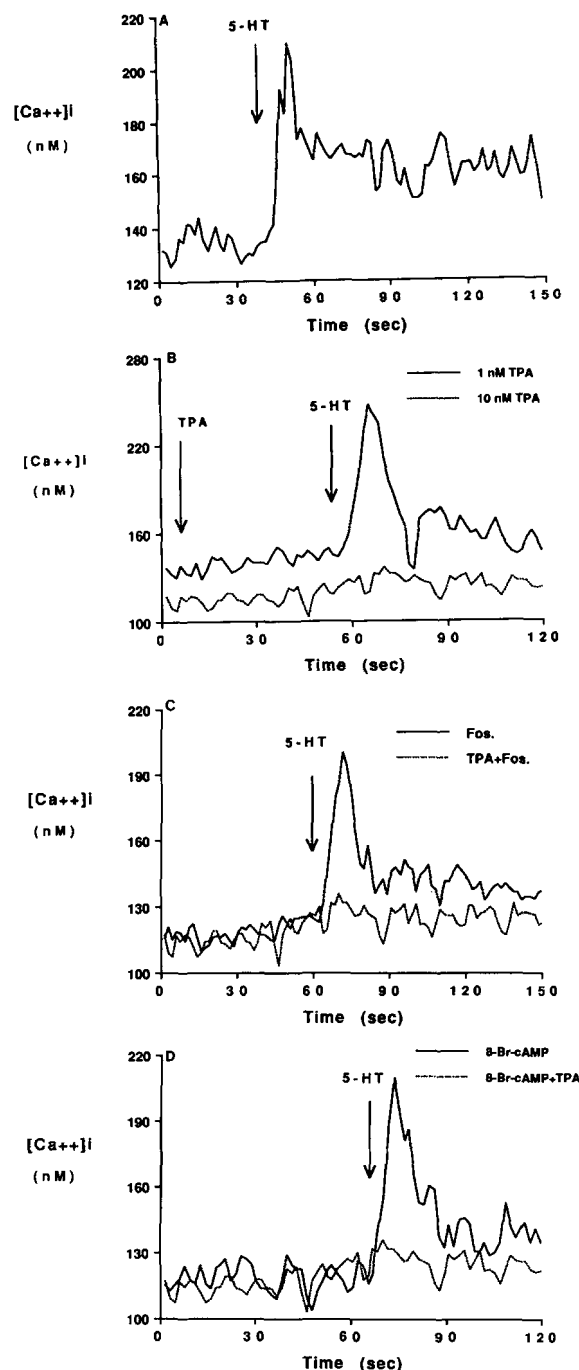 A
5-HT
220
200
180
160
140
120
[Ca++]i
(nM)
0 30 60 90 120 150
Time (sec)
B
1 nM TPA
10 nM TPA
TPA
5-HT
280
220
160
100
[Ca++]i
(nM)
0 30 60 90 120
Time (sec)
C
Fos.
TPA+Fos.
5-HT
220
190
160
130
100
[Ca++]i
(nM)
0 30 60 90 120 150
Time (sec)
D
8-Br-cAMP
8-Br-cAMP+TPA
5-HT
220
190
160
130
100
[Ca++]i
(nM)
0 30 60 90 120
Time (sec)